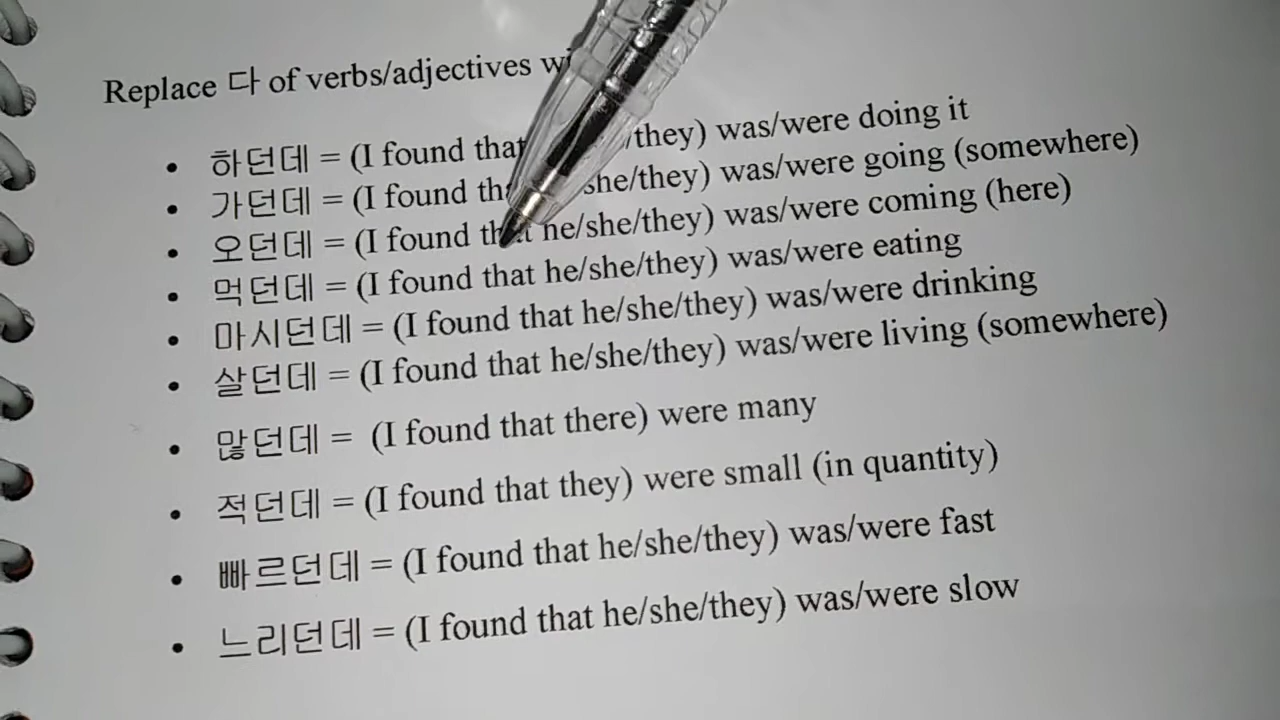 Replace 다 of verbs/adjectives
• 하던데 = (I found that /they) was/were doing it
• 가던데 = (I found she/they) was/were going (somewhere)
• 오던데 = (I found that he/she/they) was/were coming (here)
• 먹던데 = (I found that he/she/they) was/were eating
• 마시던데 = (I found that he/she/they) was/were drinking
• 살던데 = (I found that he/she/they) was/were living (somewhere)
• 많던데 = (I found that there) were many
• 적던데 = (I found that they) were small (in quantity)
• 빠르던데 = (I found that he/she/they) was/were fast
• 느리던데 = (I found that he/she/they) was/were slow